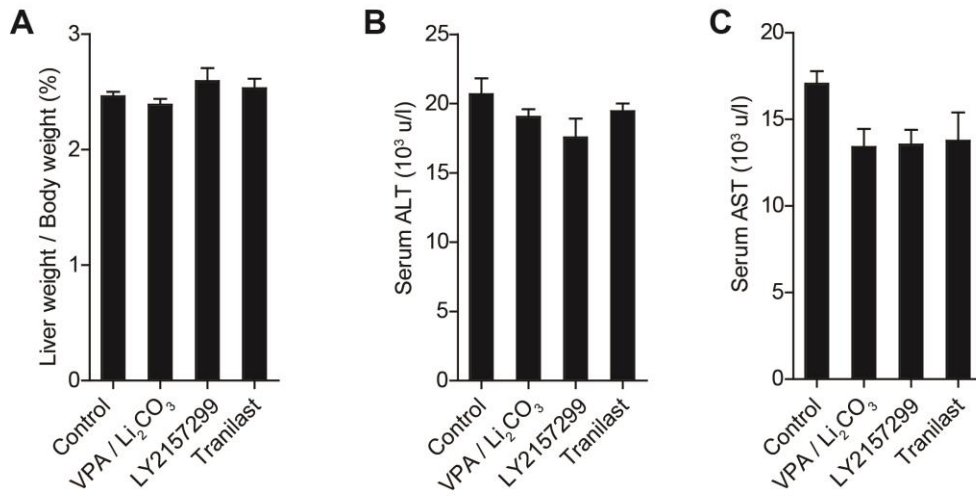 A
Liver weight / Body weight (%)
3
2
1
0
Control
VPA / Li₂CO₃
LY2157299
Tranilast
B
Serum ALT (10³ u/l)
25
20
15
10
5
0
Control
VPA / Li₂CO₃
LY2157299
Tranilast
C
Serum AST (10³ u/l)
20
15
10
5
0
Control
VPA / Li₂CO₃
LY2157299
Tranilast